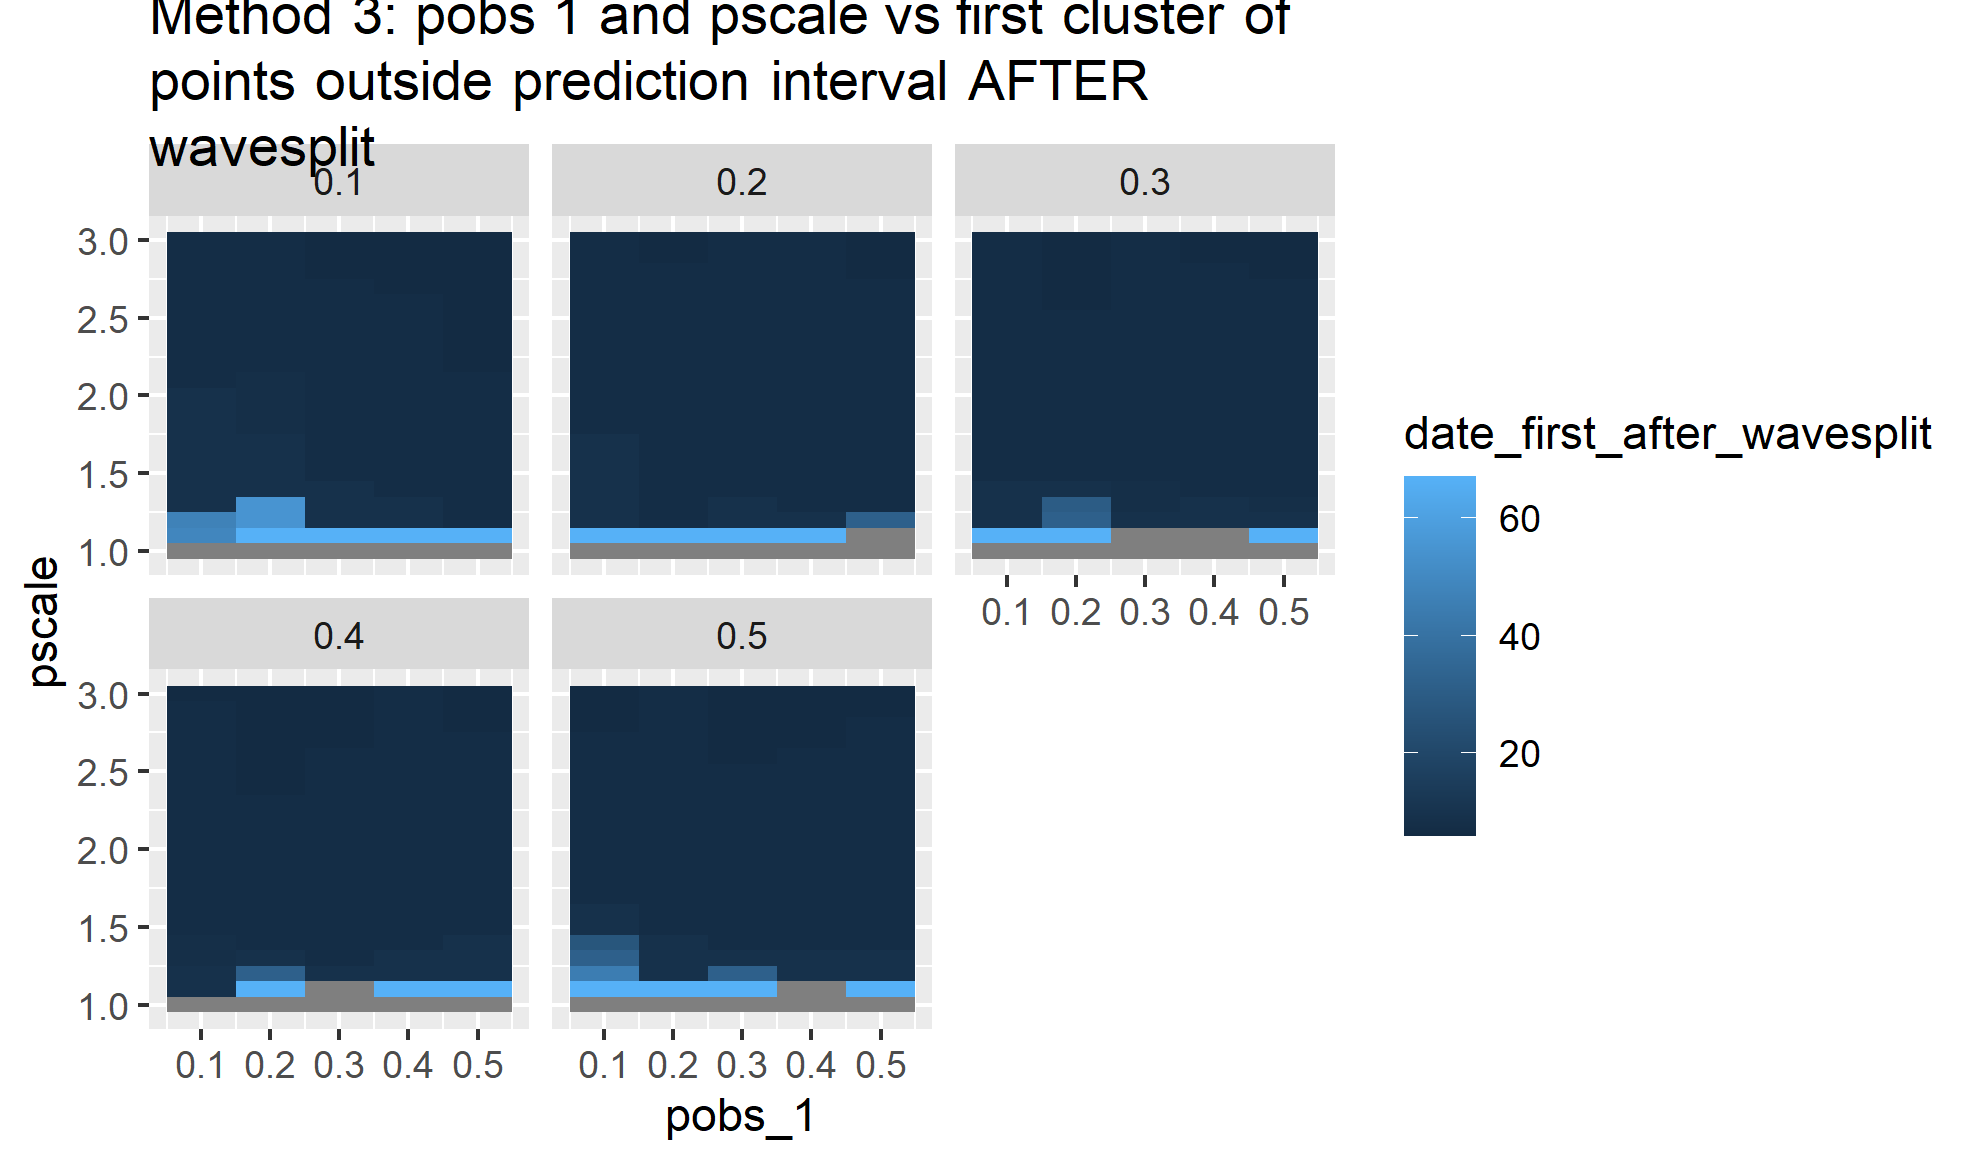 Method 3: pobs 1 and pscale vs first cluster of
points outside prediction interval AFTER
wavesplit
0.1
0.2
0.3
3.0
2.5
2.0
1.5
1.0
0.1 0.2 0.3 0.4 0.5
0.4
0.5
3.0
2.5
2.0
1.5
1.0
0.1 0.2 0.3 0.4 0.5
0.1 0.2 0.3 0.4 0.5
pscale
pobs_1
date_first_after_wavesplit
60
40
20